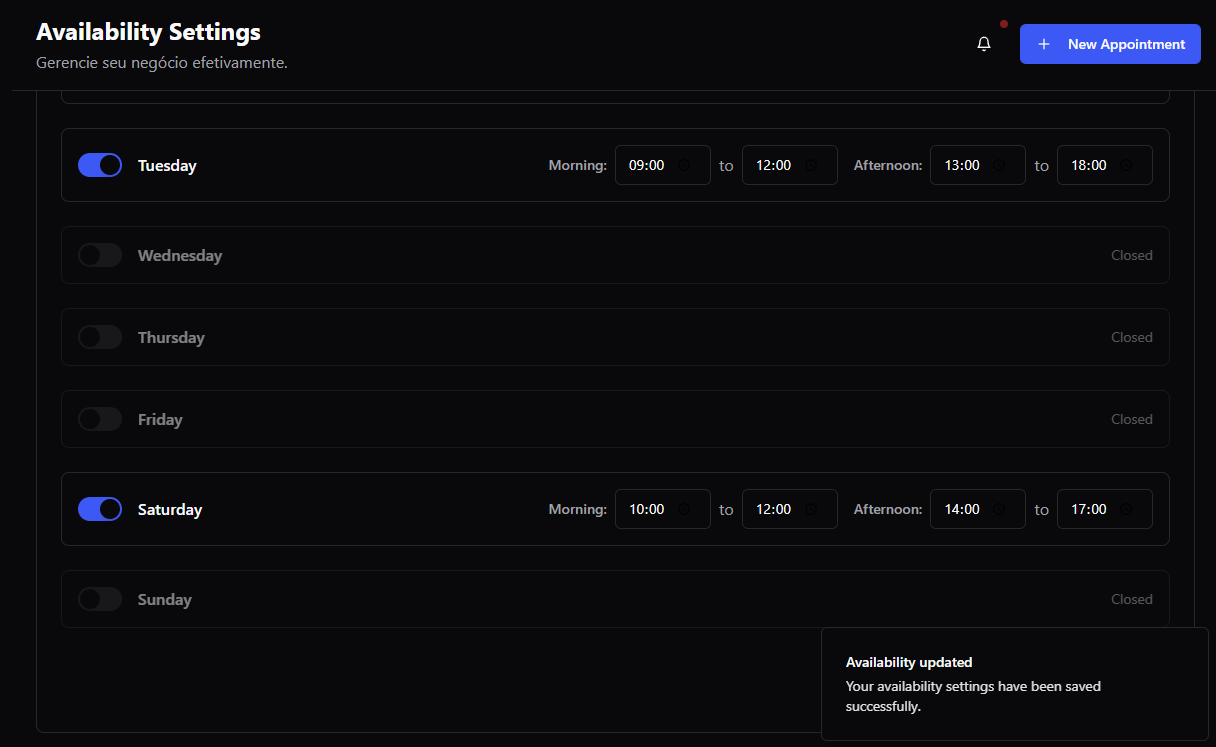 Availability Settings
Gerencie seu negócio efetivamente.
New Appointment
Tuesday Morning: 09:00 to 12:00 Afternoon: 13:00 to 18:00
Wednesday Closed
Thursday Closed
Friday Closed
Saturday Morning: 10:00 to 12:00 Afternoon: 14:00 to 17:00
Sunday Closed
Availability updated
Your availability settings have been saved
successfully.